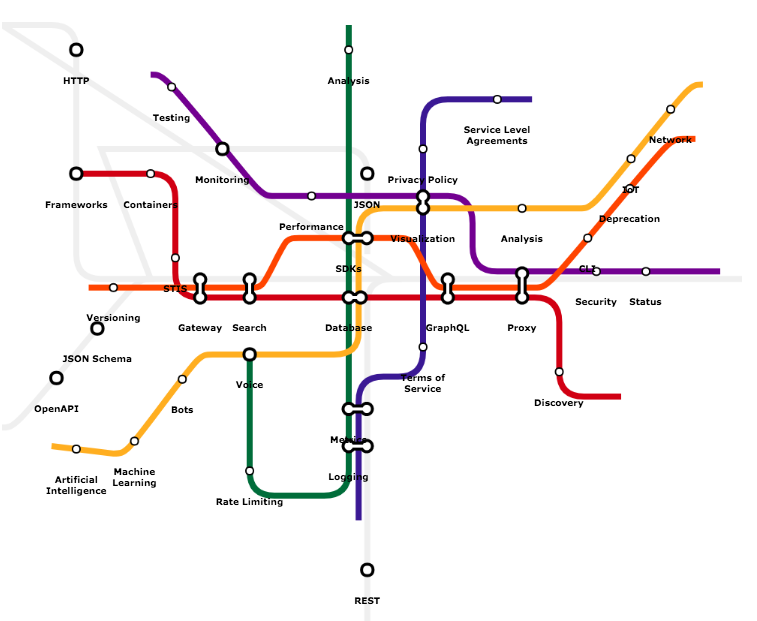 HTTP
Analysis
Testing
Service Level
Agreements
Network
Monitoring
Privacy Policy
IoT
Frameworks
Containers
JSON
Deprecation
Performance
Visualization
Analysis
SDKs
CLI
STIS
Security
Status
Versioning
Gateway
Search
Database
GraphQL
Proxy
JSON Schema
Voice
Terms of
Service
OpenAPI
Bots
Discovery
Metrics
Machine
Learning
Logging
Artificial
Intelligence
Rate Limiting
REST